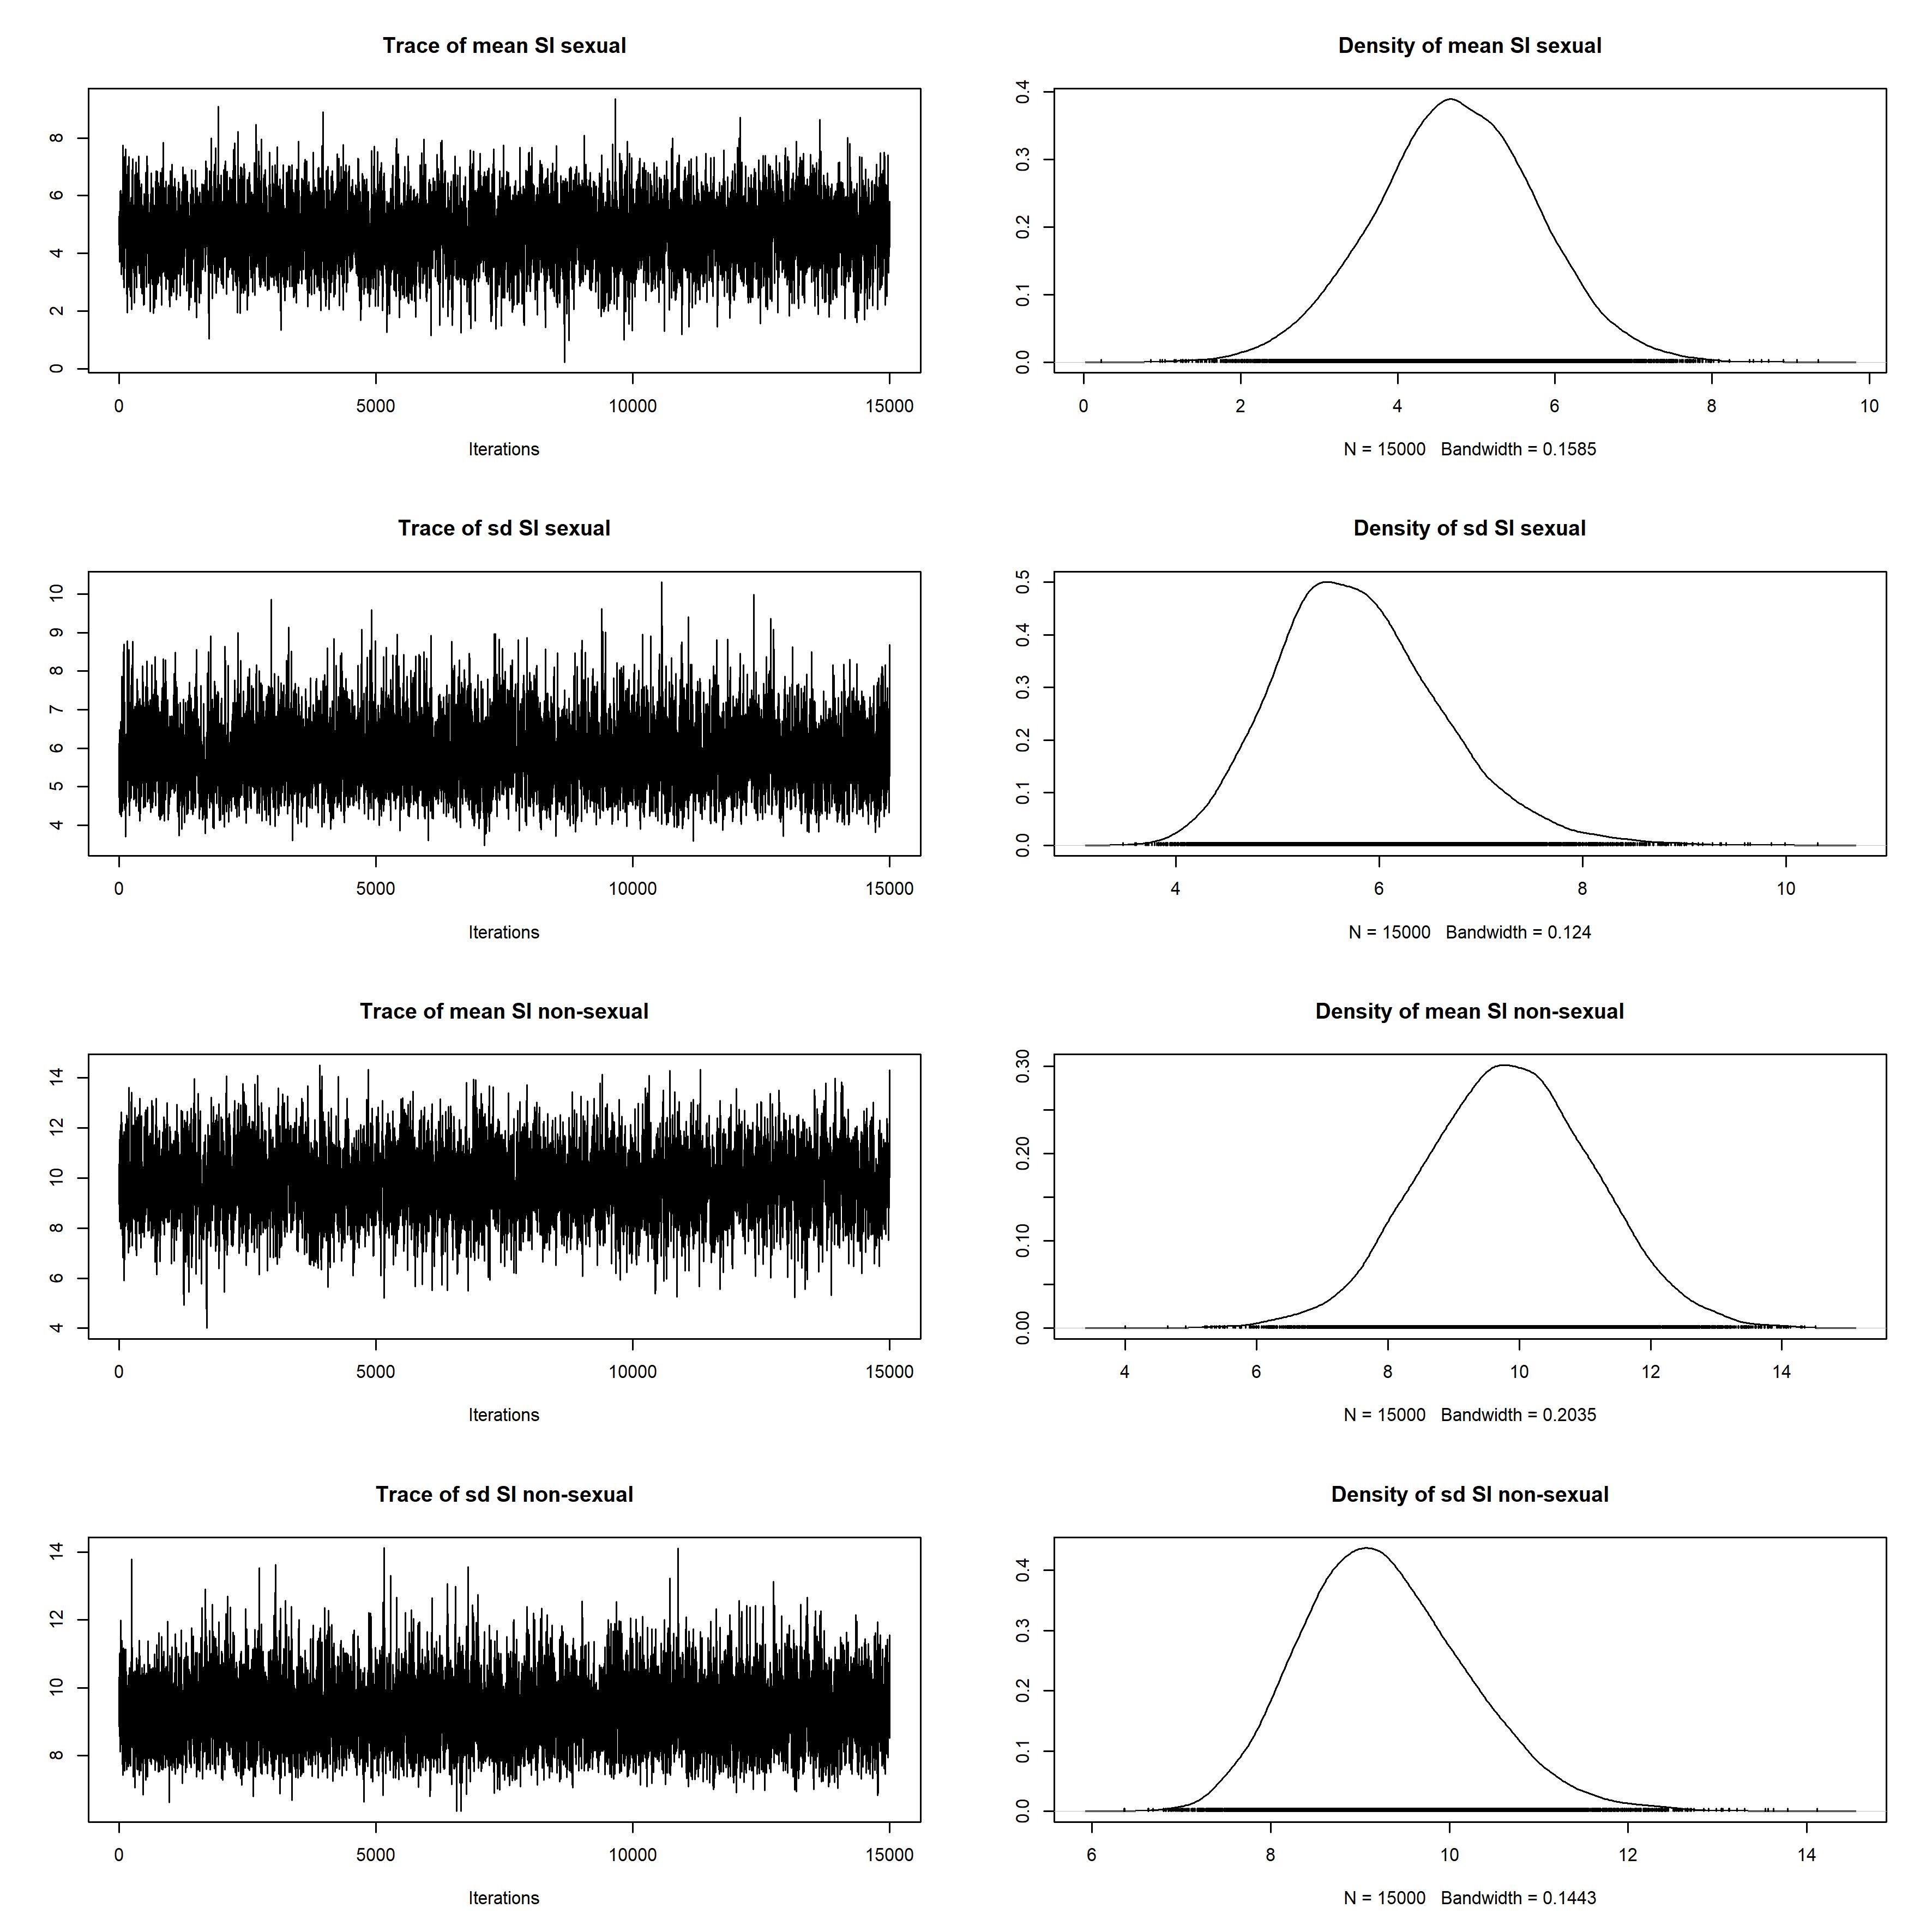 Trace of mean SI sexual
8
6
4
2
0
0 5000 10000 15000
Iterations
Density of mean SI sexual
0.4
0.3
0.2
0.1
0.0
0 2 4 6 8 10
N = 15000 Bandwidth = 0.1585
Trace of sd SI sexual
10
9
8
7
6
5
4
0 5000 10000 15000
Iterations
Density of sd SI sexual
0.5
0.4
0.3
0.2
0.1
0.0
4 6 8 10
N = 15000 Bandwidth = 0.124
Trace of mean SI non-sexual
14
12
10
8
6
4
0 5000 10000 15000
Iterations
Density of mean SI non-sexual
0.30
0.20
0.10
0.00
4 6 8 10 12 14
N = 15000 Bandwidth = 0.2035
Trace of sd SI non-sexual
14
12
10
8
0 5000 10000 15000
Iterations
Density of sd SI non-sexual
0.4
0.3
0.2
0.1
0.0
6 8 10 12 14
N = 15000 Bandwidth = 0.1443